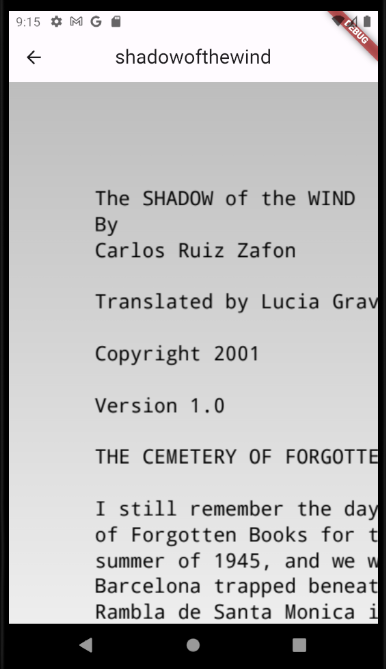 9:15
DEBUG
shadowofthewind
The SHADOW of the WIND
By
Carlos Ruiz Zafon
Translated by Lucia Grav
Copyright 2001
Version 1.0
THE CEMETERY OF FORGOTTE
I still remember the day
of Forgotten Books for t
summer of 1945, and we w
Barcelona trapped beneat
Rambla de Santa Monica i